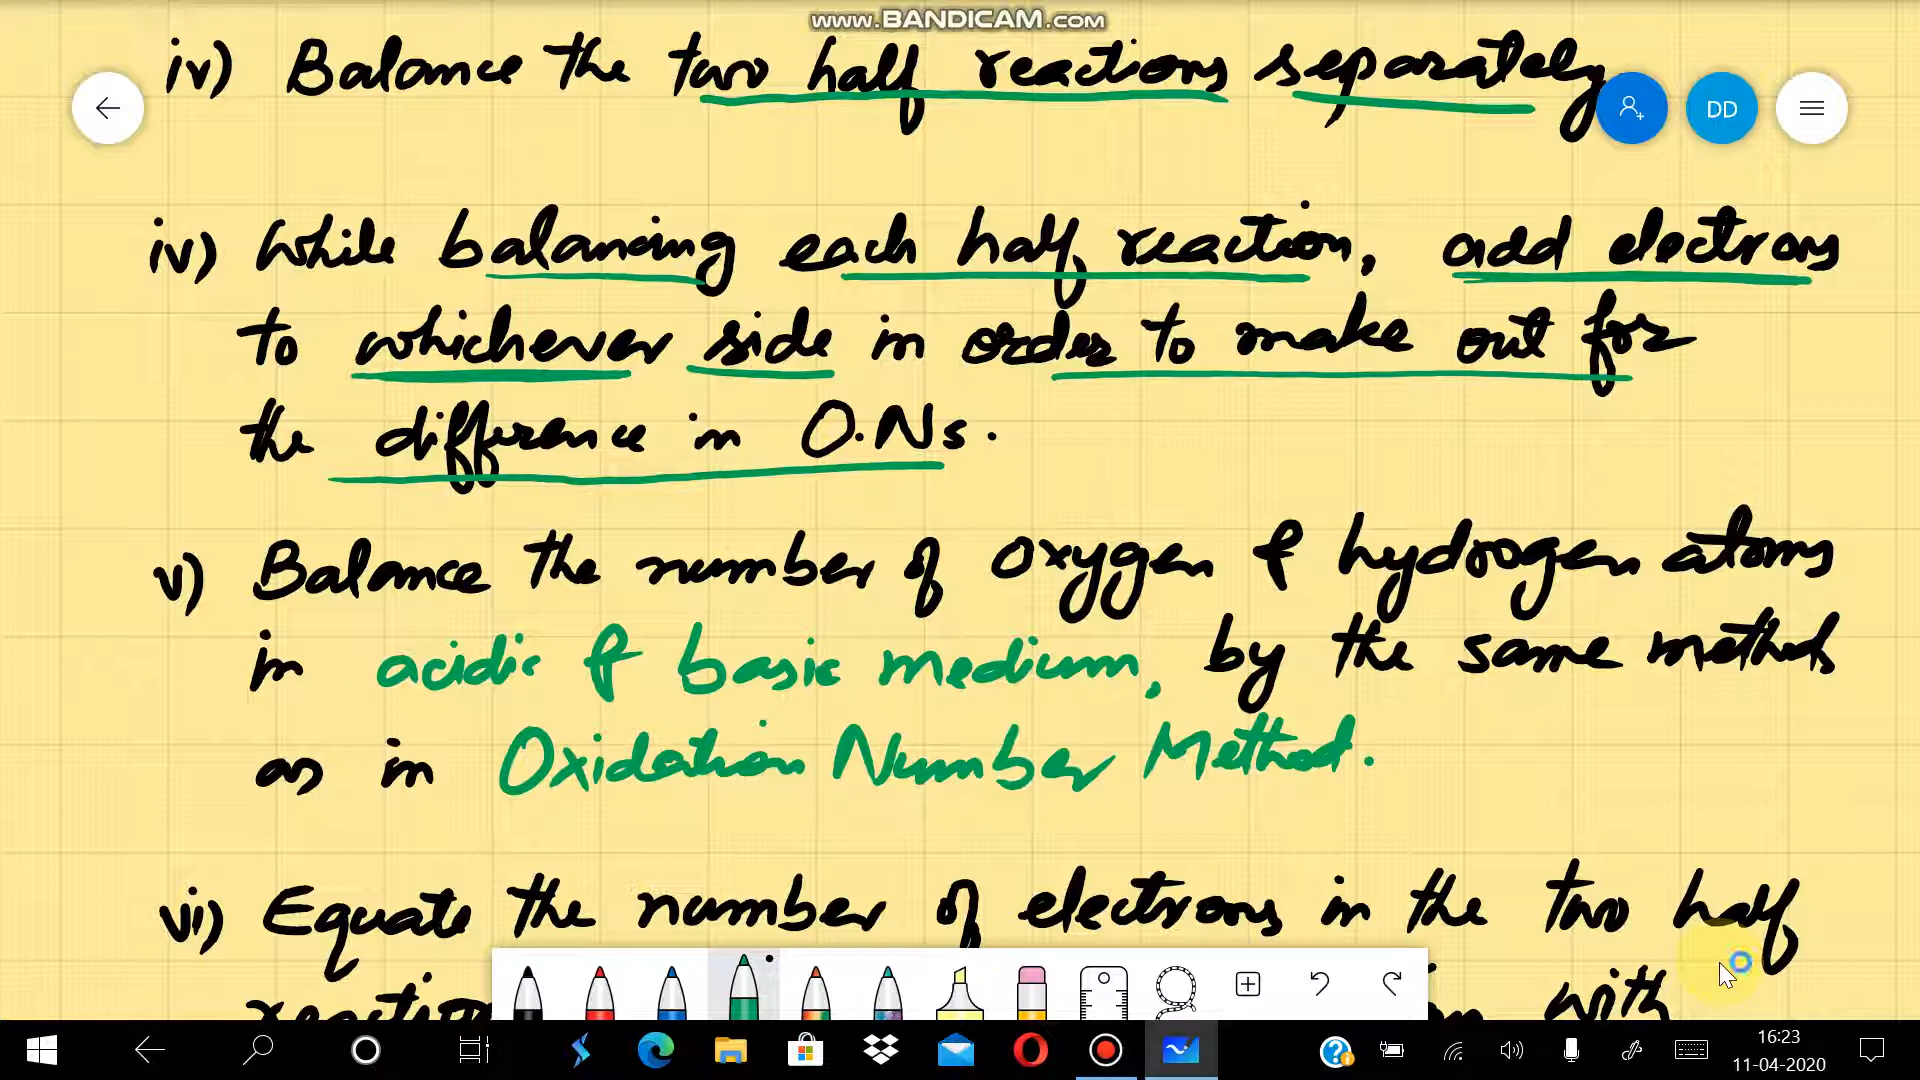 www.BANDICAM.com
iv) Balance the two half reactions separately
DD
iv) While balancing each half reaction, add electrons
to whichever side in order to make out for
the difference in O.Ns.
v) Balance the number of oxygen & hydrogen atoms
in acidic & basic medium, by the same method
as in Oxidation Number Method.
vi) Equate the number of electrons in the two half
with
16:23
11-04-2020